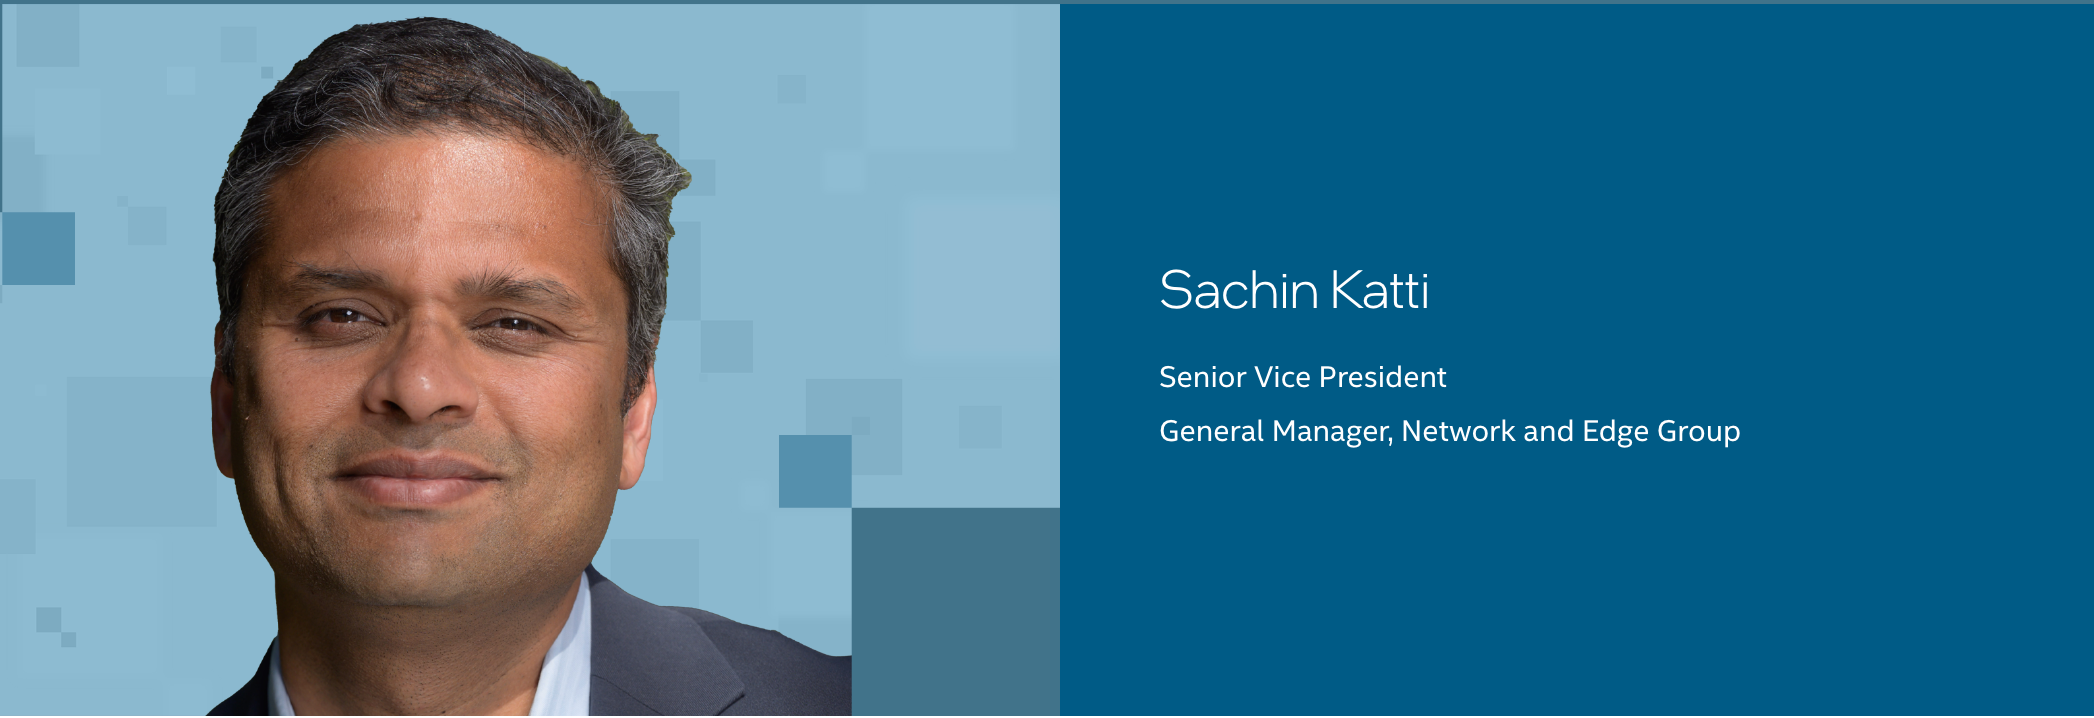 Sachin Katti
Senior Vice President
General Manager, Network and Edge Group